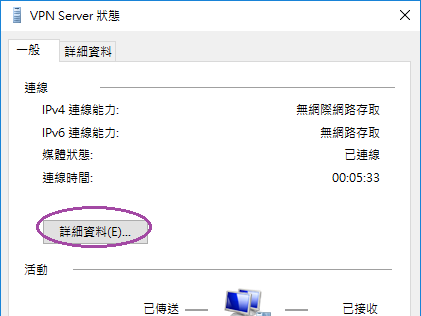 VPN Server 狀態
一般 詳細資料
連線
IPv4 連線能力: 無網際網路存取
IPv6 連線能力: 無網路存取
媒體狀態: 已連線
連線時間: 00:05:33
詳細資料(E)...
活動
已傳送 已接收